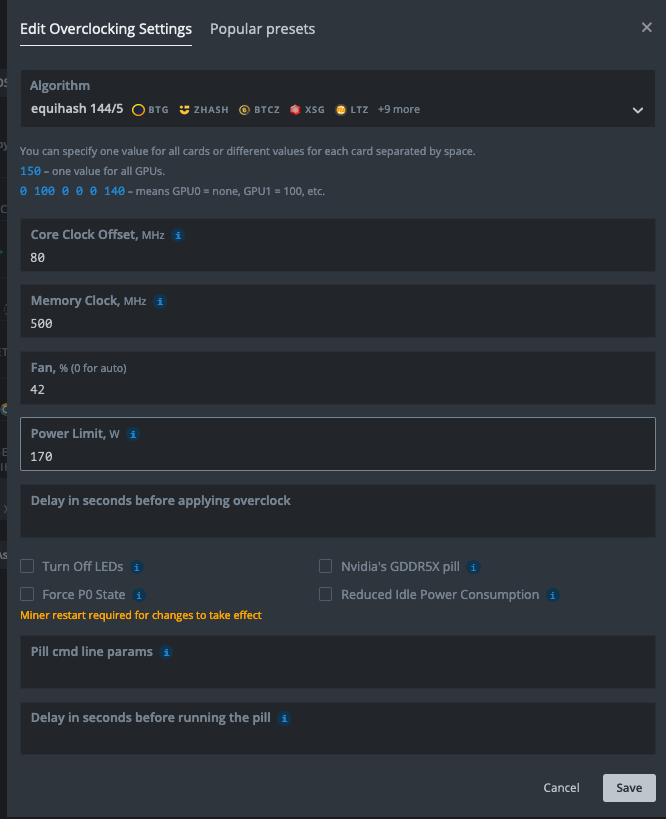 Edit Overclocking Settings Popular presets
Algorithm
equihash 144/5 BTG ZHASH BTCZ XSG LTZ +9 more
You can specify one value for all cards or different values for each card separated by space.
150 – one value for all GPUs.
0 100 0 0 0 140 – means GPU0 = none, GPU1 = 100, etc.
Core Clock Offset, MHz i
80
Memory Clock, MHz i
500
Fan, % (0 for auto)
42
Power Limit, W i
170
Delay in seconds before applying overclock
Turn Off LEDs i Nvidia's GDDR5X pill i
Force P0 State i Reduced Idle Power Consumption i
Miner restart required for changes to take effect
Pill cmd line params i
Delay in seconds before running the pill i
Cancel Save